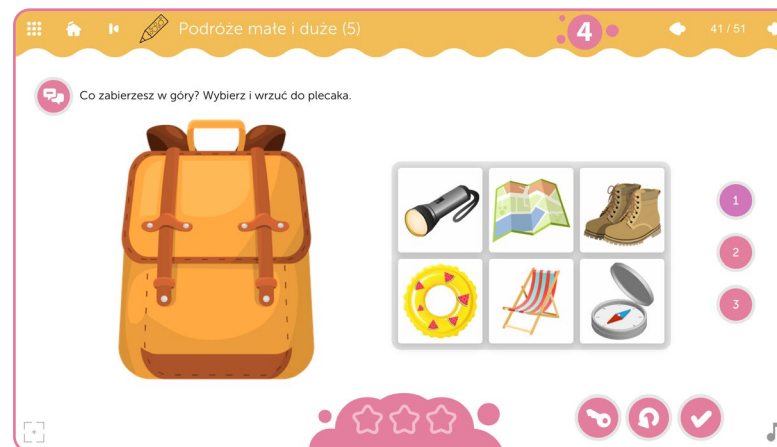 Podróże małe i duże (5)
4
41 / 51
Co zabierzesz w góry? Wybierz i wrzuć do plecaka.
1
2
3